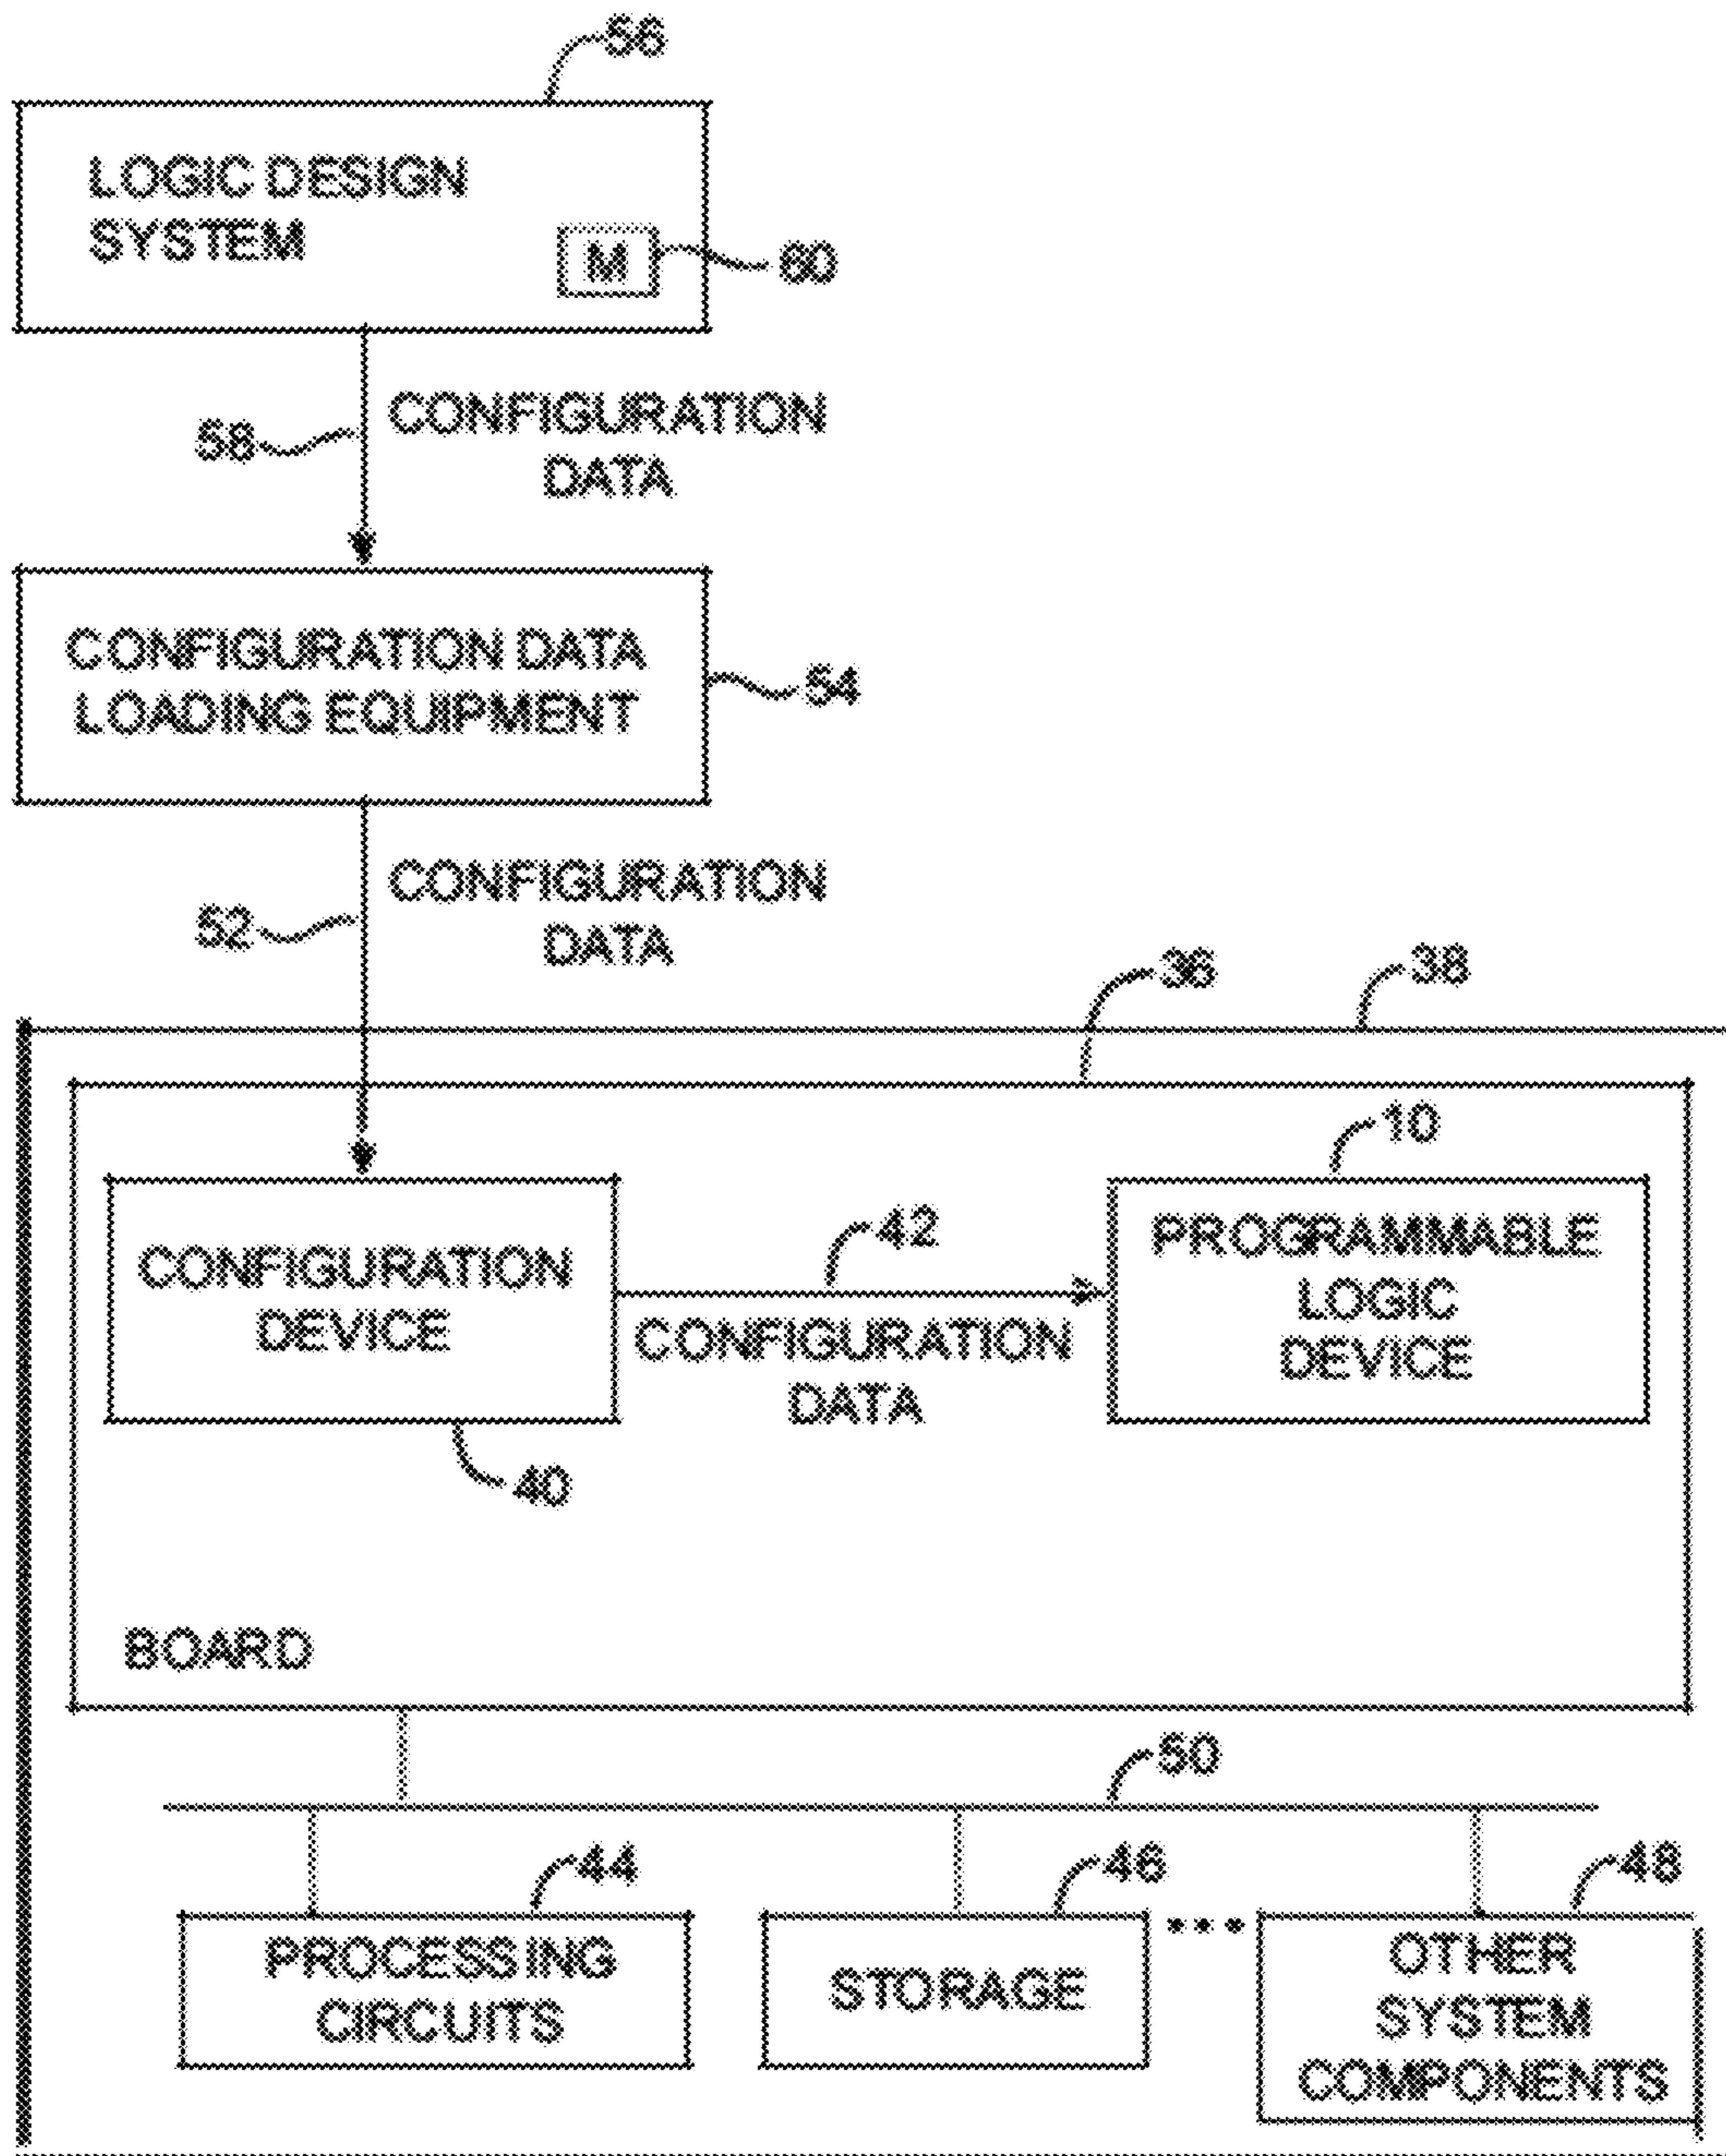 56
LOGIC DESIGN
SYSTEM
M
60
58
CONFIGURATION
DATA
CONFIGURATION DATA
LOADING EQUIPMENT
54
52
CONFIGURATION
DATA
36
38
10
CONFIGURATION
DEVICE
42
CONFIGURATION
DATA
PROGRAMMABLE
LOGIC
DEVICE
40
BOARD
50
44
46
48
PROCESSING
CIRCUITS
STORAGE
...
OTHER
SYSTEM
COMPONENTS